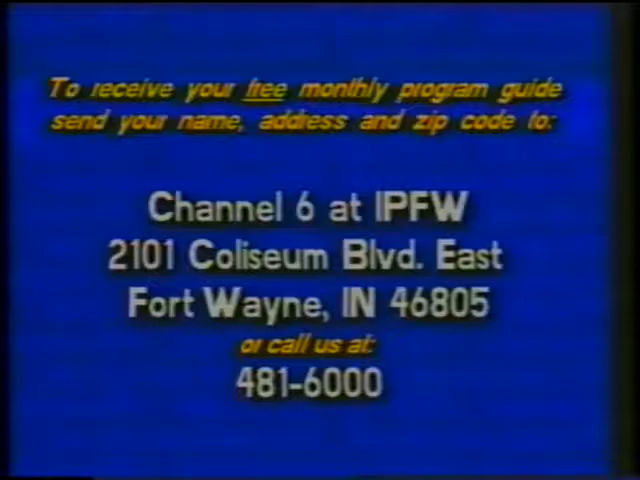 To receive your free monthly program guide
send your name, address and zip code to:
Channel 6 at IPFW
2101 Coliseum Blvd. East
Fort Wayne, IN 46805
or call us at:
481-6000